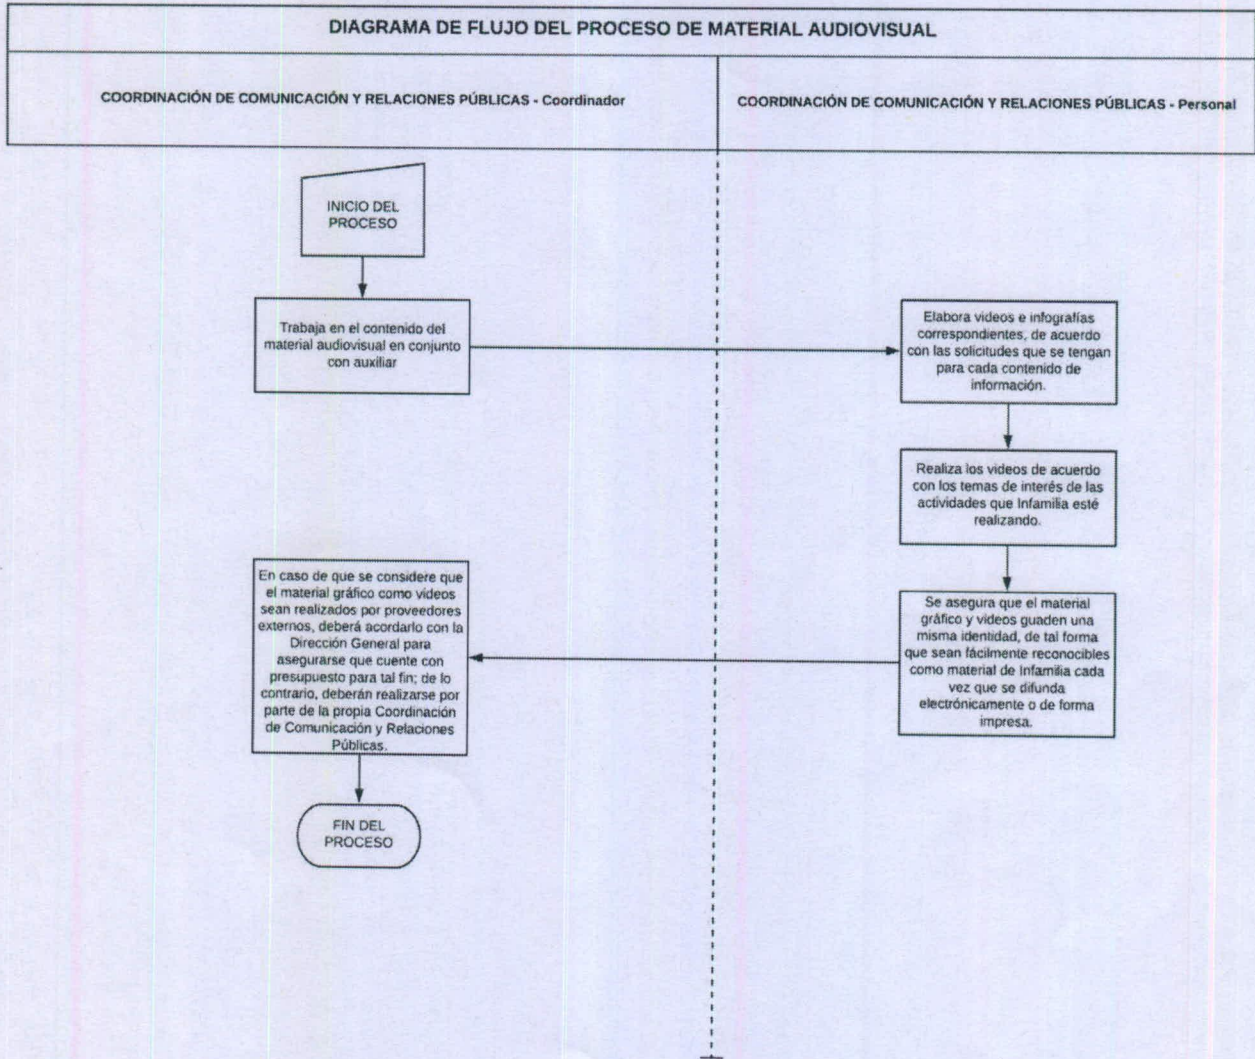 DIAGRAMA DE FLUJO DEL PROCESO DE MATERIAL AUDIOVISUAL
COORDINACIÓN DE COMUNICACIÓN Y RELACIONES PÚBLICAS - Coordinador
COORDINACIÓN DE COMUNICACIÓN Y RELACIONES PÚBLICAS - Personal
INICIO DEL
PROCESO
Trabaja en el contenido del
material audiovisual en conjunto
con auxiliar
Elabora videos e infografías
correspondientes, de acuerdo
con las solicitudes que se tengan
para cada contenido de
información.
Realiza los videos de acuerdo
con los temas de interés de las
actividades que Infamilia esté
realizando.
Se asegura que el material
gráfico y videos guaden una
misma identidad, de tal forma
que sean fácilmente reconocibles
como material de Infamilia cada
vez que se difunda
electrónicamente o de forma
impresa.
En caso de que se considere que
el material gráfico como videos
sean realizados por proveedores
externos, deberá acordarlo con la
Dirección General para
asegurarse que cuente con
presupuesto para tal fin; de lo
contrario, deberán realizarse por
parte de la propia Coordinación
de Comunicación y Relaciones
Públicas.
FIN DEL
PROCESO